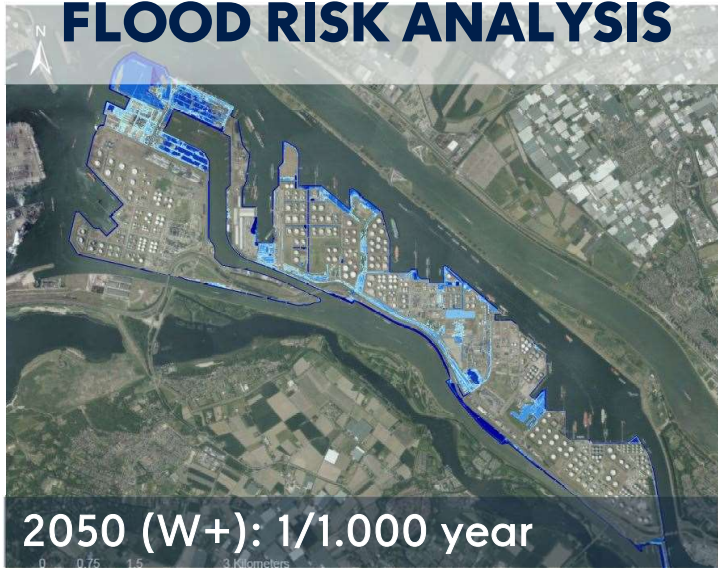 FLOOD RISK ANALYSIS
N
2050 (W+): 1/1.000 year
0 0.75 1.5 3 Kilometers